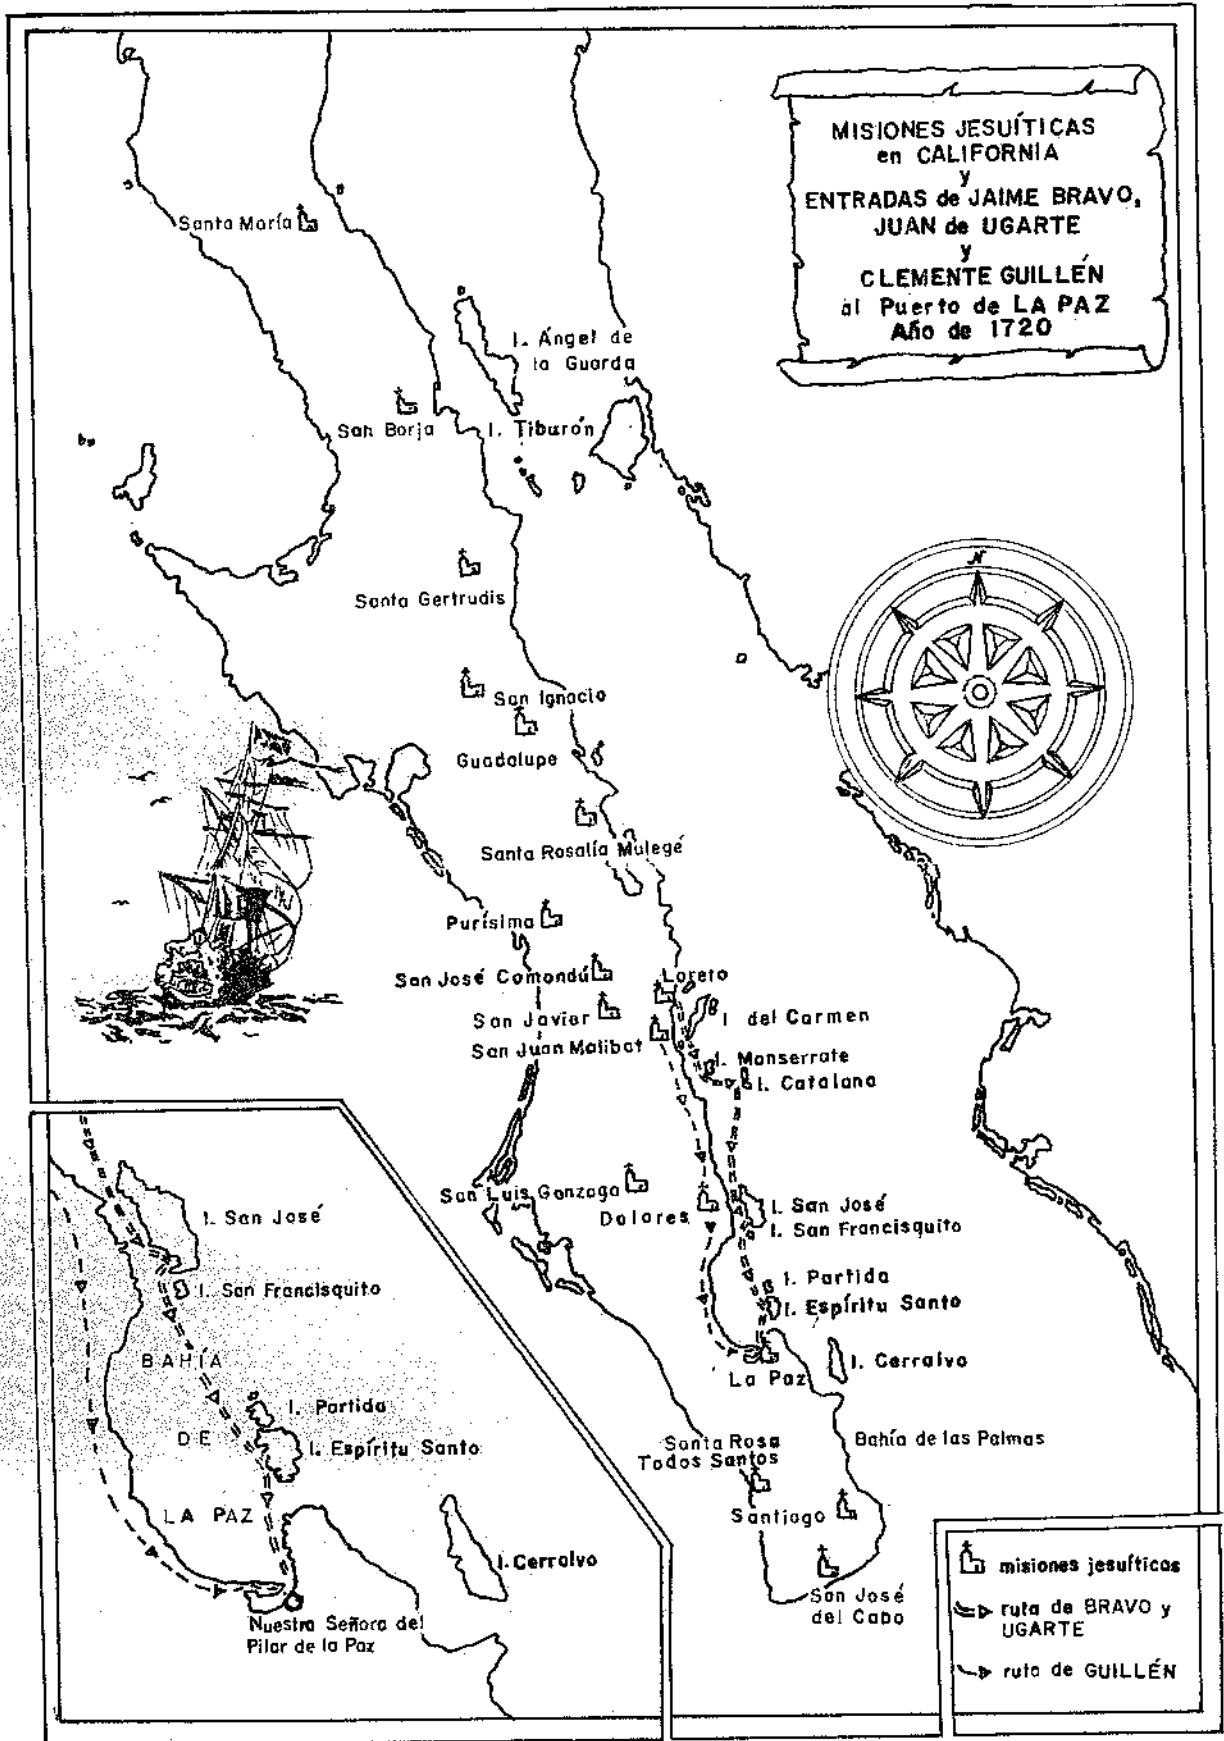 MISIONES JESUÍTICAS
en CALIFORNIA
y
ENTRADAS de JAIME BRAVO,
JUAN de UGARTE
y
CLEMENTE GUILLÉN
al Puerto de LA PAZ
Año de 1720
Santa María
I. Ángel de
la Guarda
San Borja
I. Tiburón
N
Santa Gertrudis
San Ignacio
Guadalupe
Santa Rosalía Mulegé
Purísima
San José Comondú
Loreto
San Javier
I del Carmen
San Juan Malibat
I. Monserrate
I. Catalana
San Luis Gonzaga
Dolores
I. San José
I. San Francisquito
I. Partida
I. Espíritu Santo
I. Cerralvo
La Paz
Bahía de las Palmas
Santa Rosa
Todos Santos
Santiago
San José
del Cabo
I. San José
I. San Francisquito
BAHÍA
DE
LA PAZ
I. Partida
I. Espíritu Santo
I. Cerralvo
Nuestra Señora del
Pilar de la Paz
misiones jesuíticas
ruta de BRAVO y
UGARTE
ruta de GUILLÉN